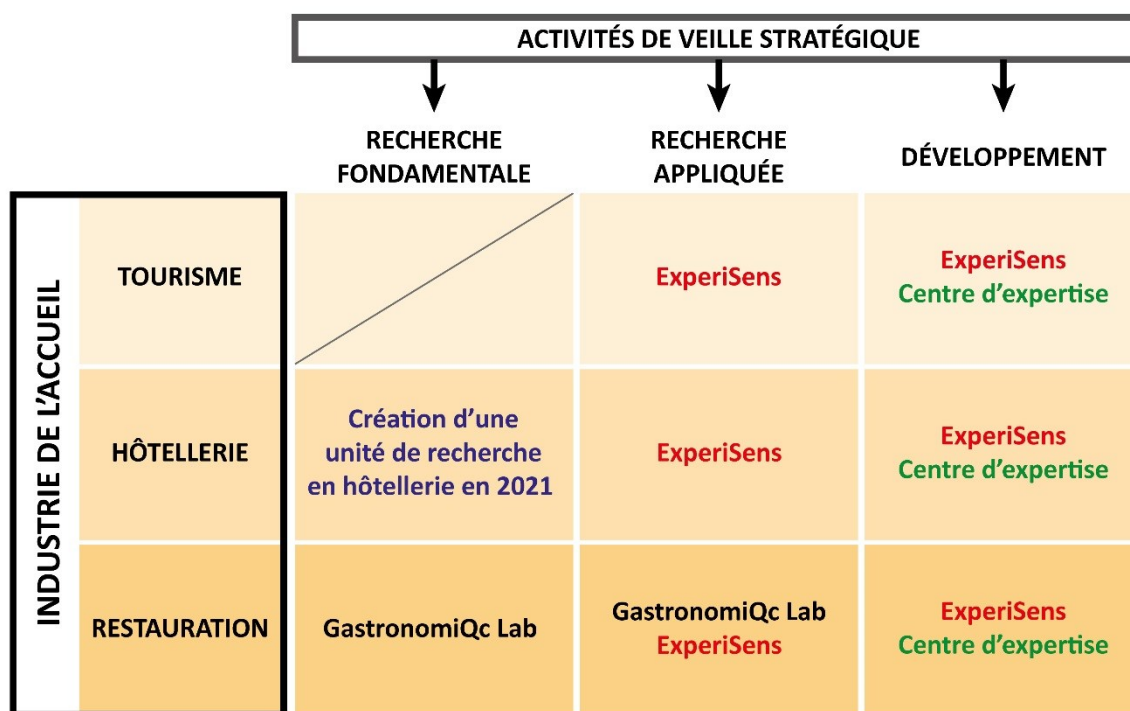 ACTIVITÉS DE VEILLE STRATÉGIQUE
RECHERCHE
FONDAMENTALE
RECHERCHE
APPLIQUÉE
DÉVELOPPEMENT
INDUSTRIE DE L'ACCUEIL
TOURISME
ExperiSens
ExperiSens
Centre d'expertise
HÔTELLERIE
Création d'une
unité de recherche
en hôtellerie en 2021
ExperiSens
ExperiSens
Centre d'expertise
RESTAURATION
GastronomiQc Lab
GastronomiQc Lab
ExperiSens
ExperiSens
Centre d'expertise